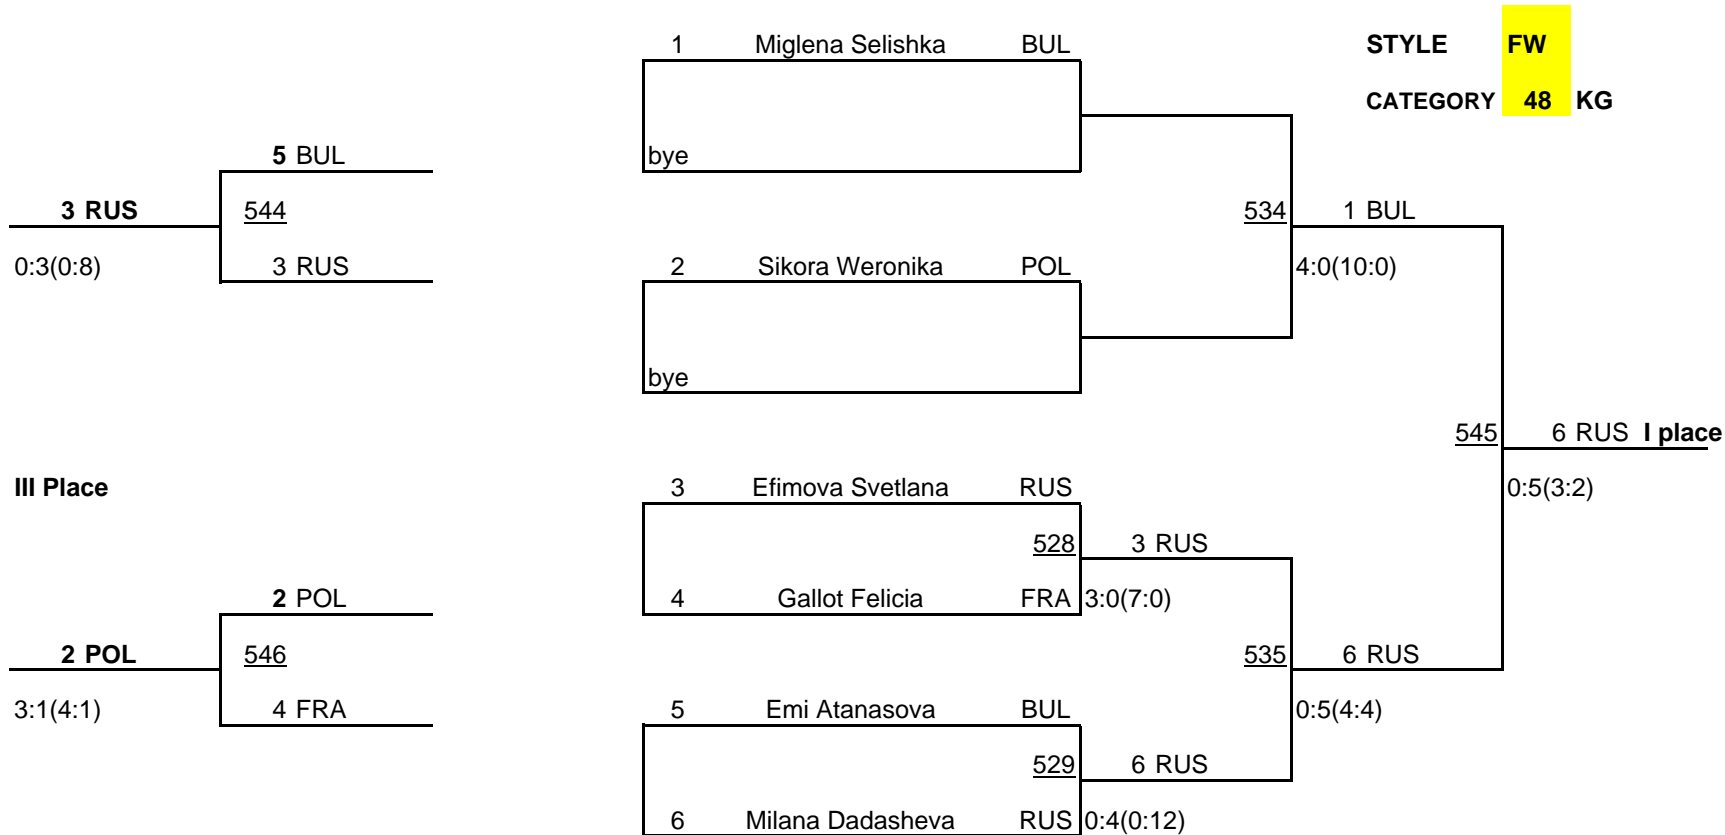 1 Miglena Selishka BUL STYLE FW
CATEGORY 48 KG
5 BUL bye
3 RUS 544 534 1 BUL
0:3(0:8) 3 RUS 2 Sikora Weronika POL 4:0(10:0)
bye
545 6 RUS I place
III Place 3 Efimova Svetlana RUS 0:5(3:2)
528 3 RUS
2 POL 4 Gallot Felicia FRA 3:0(7:0)
2 POL 546 535 6 RUS
3:1(4:1) 4 FRA 5 Emi Atanasova BUL 0:5(4:4)
529 6 RUS
6 Milana Dadasheva RUS 0:4(0:12)